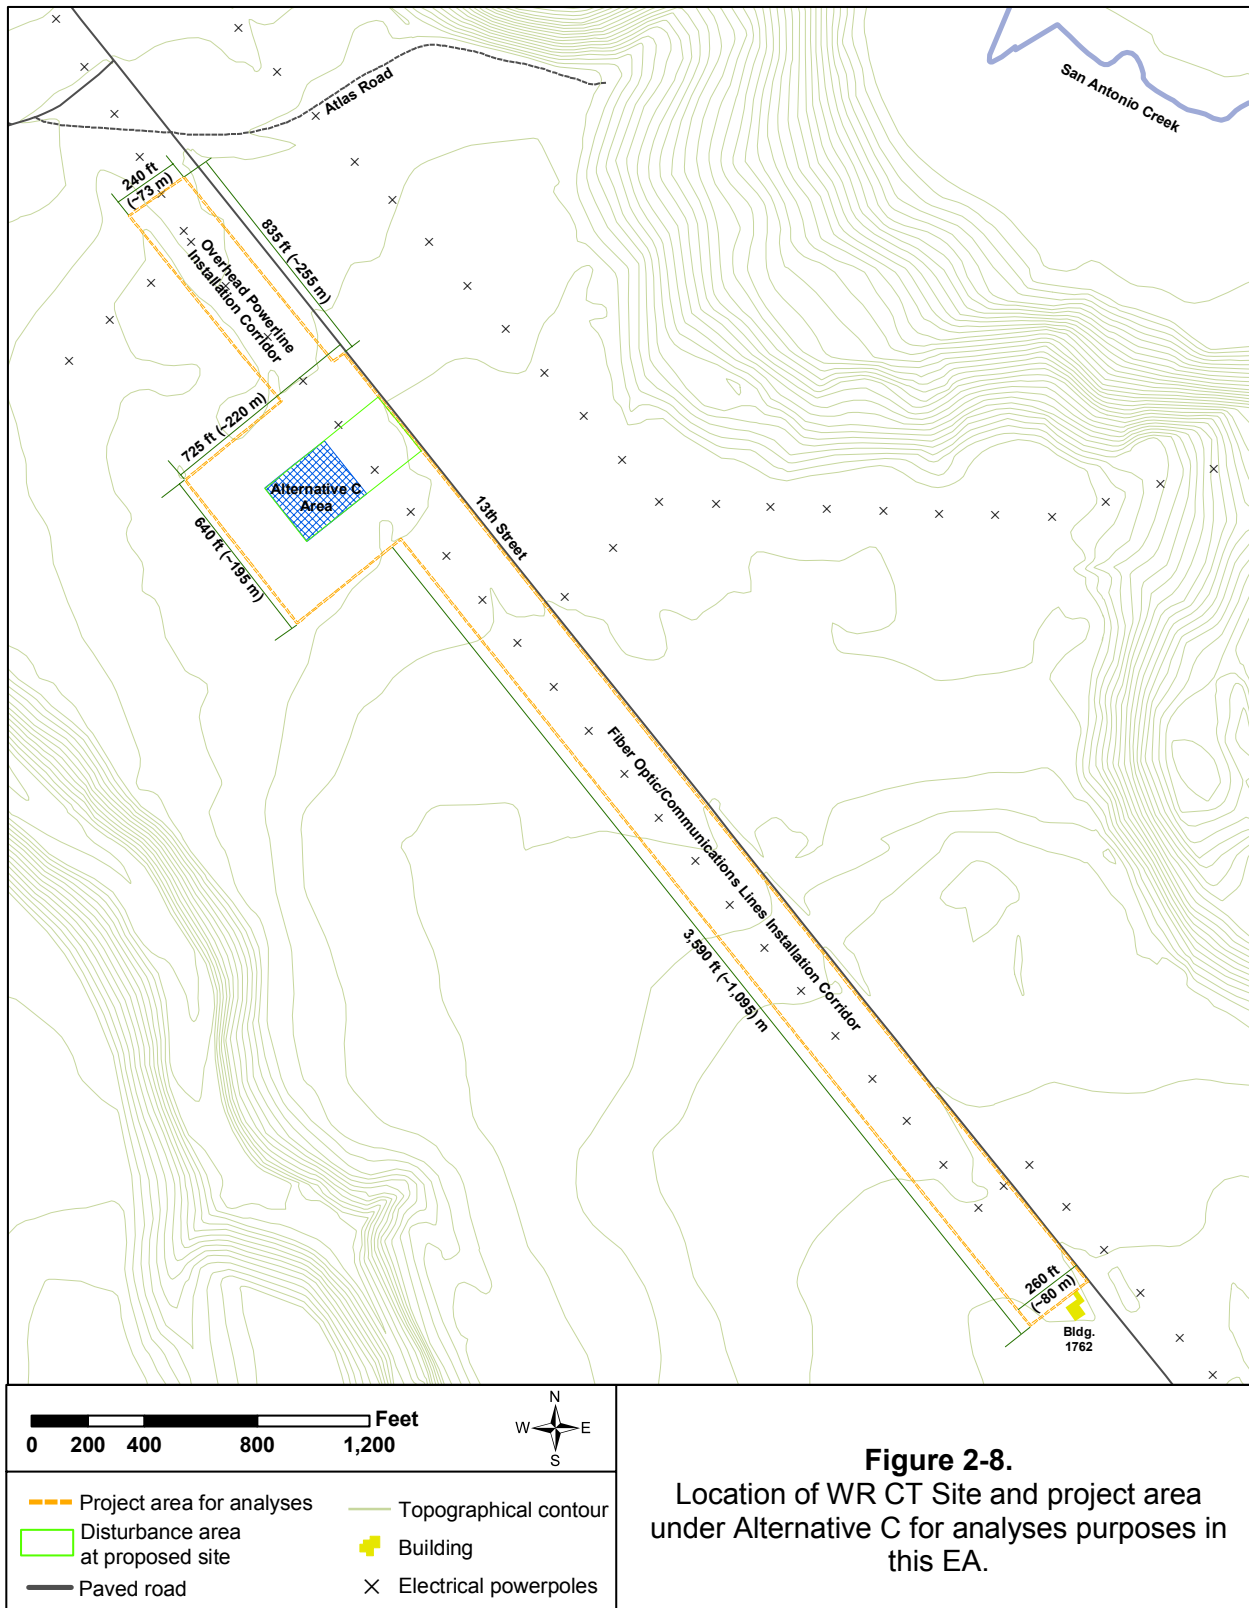 San Antonio Creek
Atlas Road
240 ft
(~73 m)
835 ft (~255 m)
Overhead Powerline
Installation Corridor
725 ft (~220 m)
Alternative C
Area
640 ft (~195 m)
13th Street
Fiber Optic/Communications Lines Installation Corridor
3,590 ft (~1,095) m
260 ft
(~80 m)
Bldg.
1762
Feet
0 200 400 800 1,200
N
W E
S
Project area for analyses
Disturbance area
at proposed site
Paved road
Topographical contour
Building
Electrical powerpoles
Figure 2-8.
Location of WR CT Site and project area
under Alternative C for analyses purposes in
this EA.